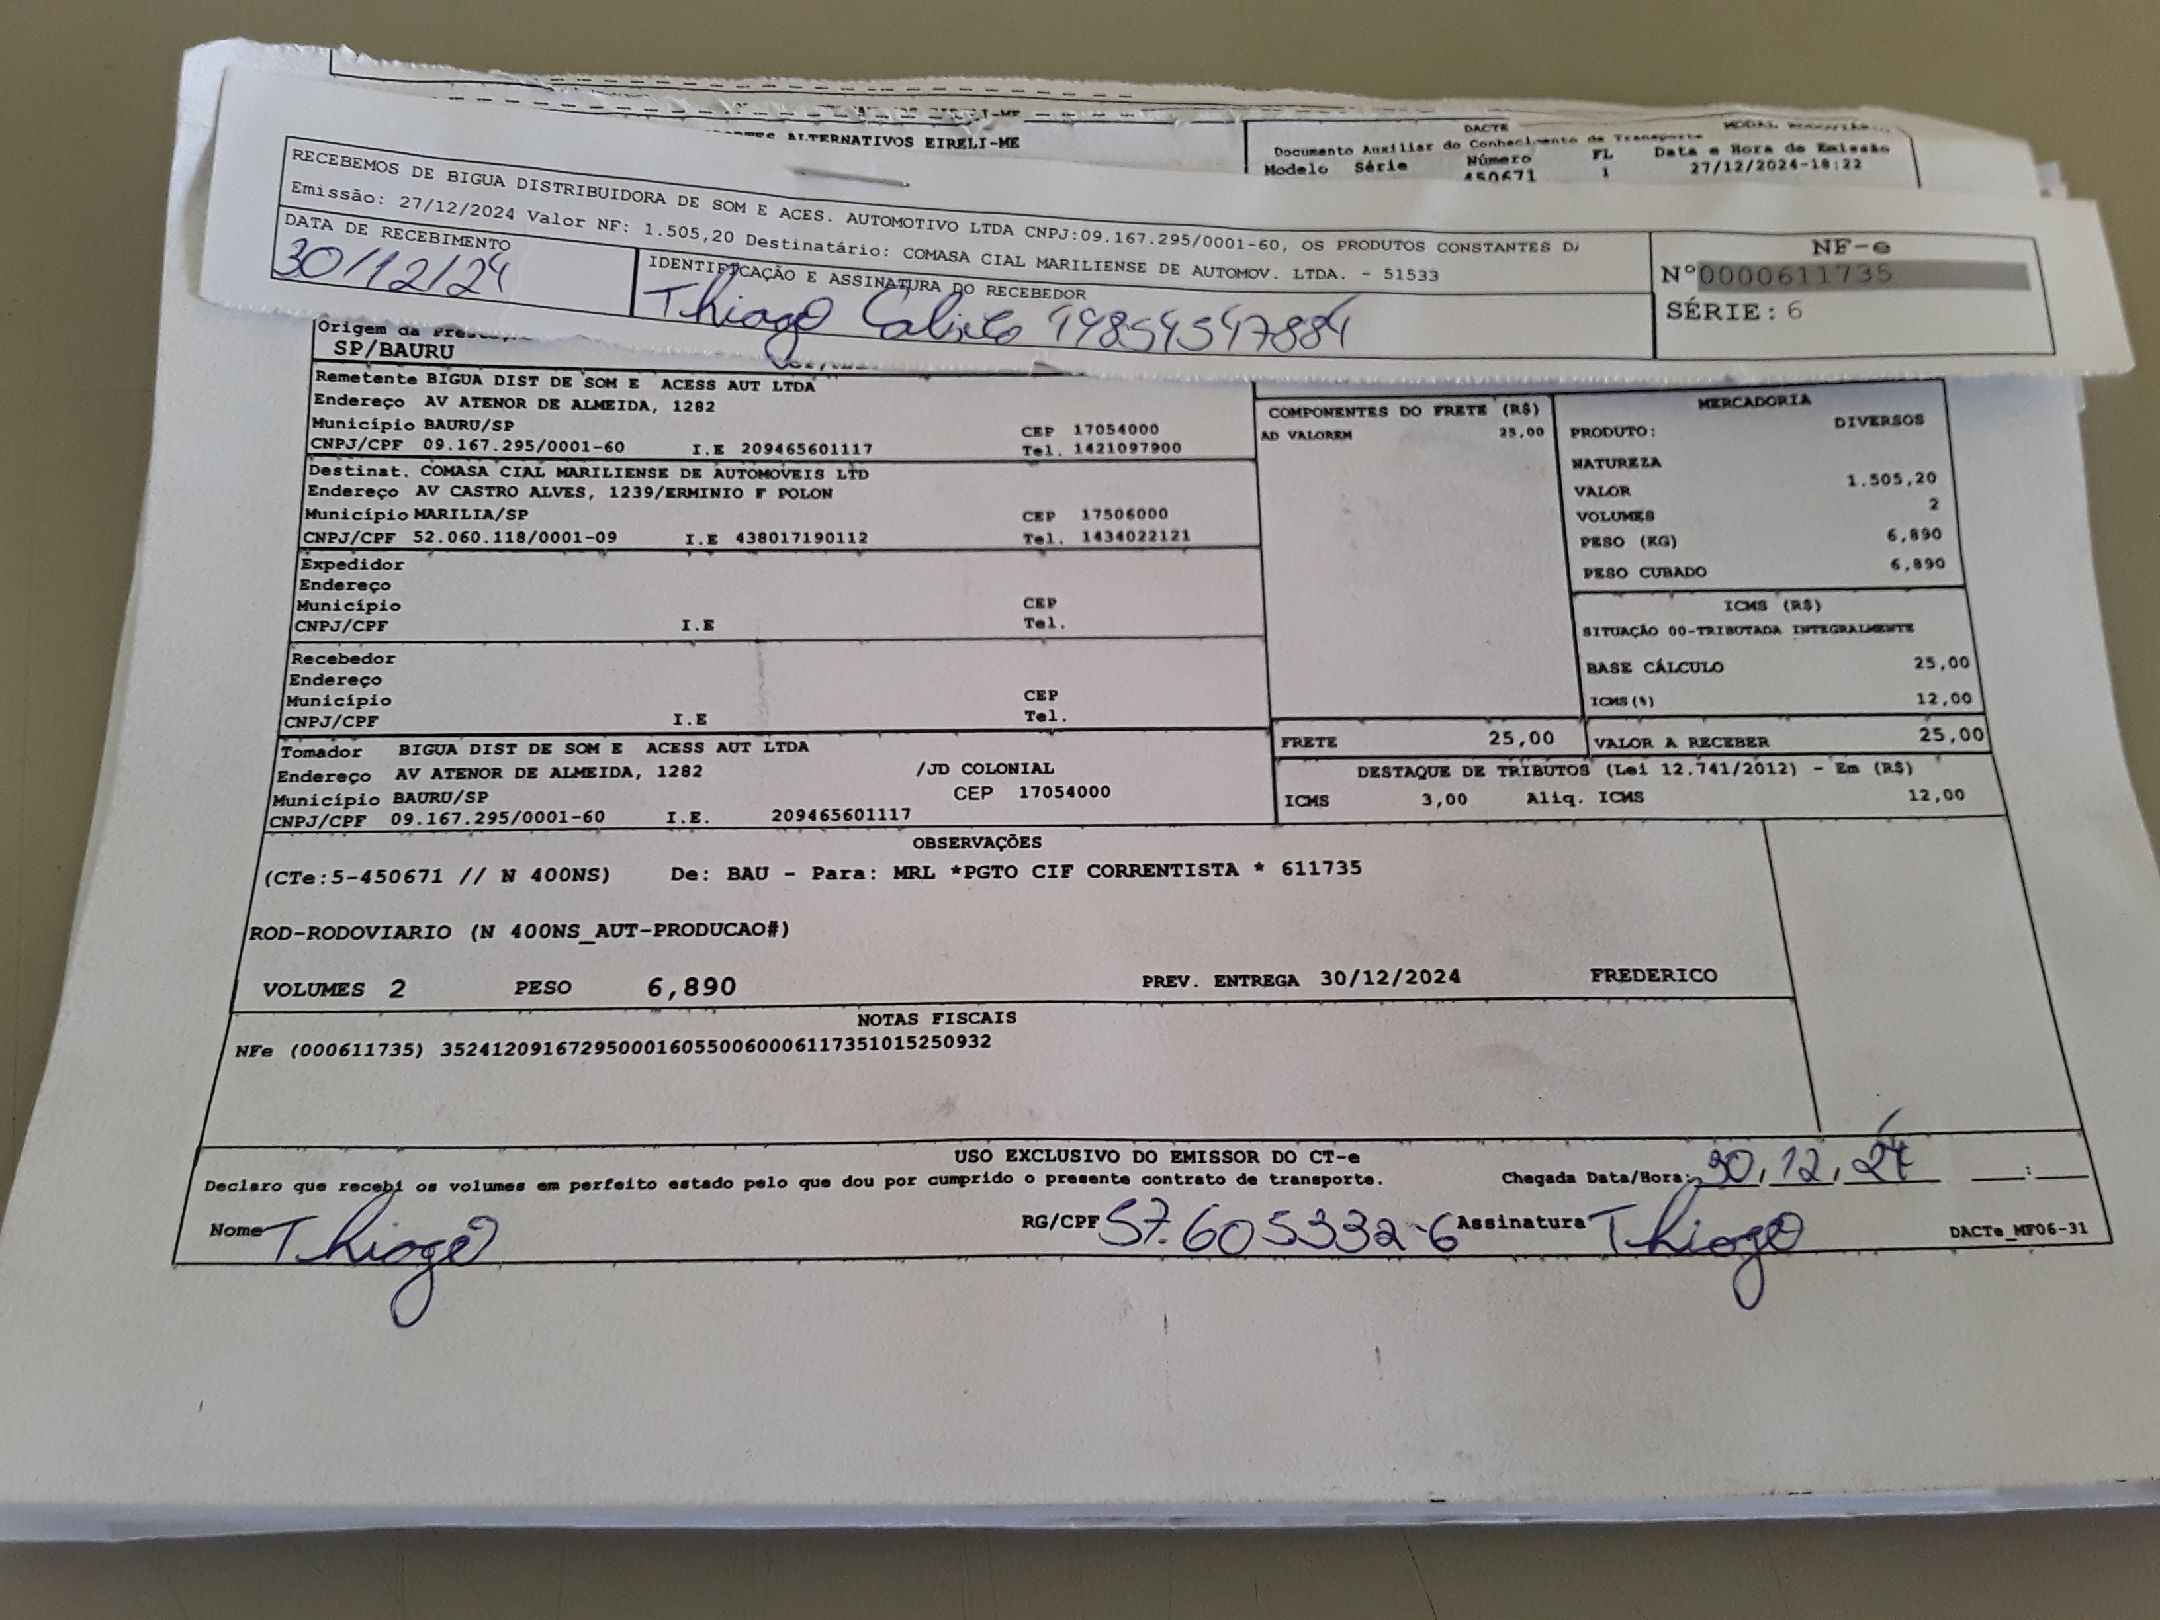 ALTERNATIVOS EIRELI-ME
DACTE
Documento Auxiliar do Conhecimento de Transporte
Modelo Série Número FL Data e Hora de Emissão
450671 1 27/12/2024-18:22
RECEBEMOS DE BIGUA DISTRIBUIDORA DE SOM E ACES. AUTOMOTIVO LTDA CNPJ:09.167.295/0001-60, OS PRODUTOS CONSTANTES
Emissão: 27/12/2024 Valor NF: 1.505,20 Destinatário: COMASA CIAL MARILIENSE DE AUTOMOV. LTDA. - 51533
DATA DE RECEBIMENTO
30/12/24
IDENTIFICAÇÃO E ASSINATURA DO RECEBEDOR
Thiago
NF-e
Nº0000611735
SÉRIE: 6
Origem da
SP/BAURU
Remetente BIGUA DIST DE SOM E ACESS AUT LTDA
Endereço AV ATENOR DE ALMEIDA, 1282
Município BAURU/SP CEP 17054000
CNPJ/CPF 09.167.295/0001-60 I.E 209465601117 Tel. 1421097900
Destinat. COMASA CIAL MARILIENSE DE AUTOMOVEIS LTD
Endereço AV CASTRO ALVES, 1239/ERMINIO F POLON
Município MARILIA/SP CEP 17506000
CNPJ/CPF 52.060.118/0001-09 I.E 438017190112 Tel. 1434022121
Expedidor
Endereço
Município CEP
CNPJ/CPF I.E Tel.
Recebedor
Endereço
Município CEP
CNPJ/CPF I.E Tel.
Tomador BIGUA DIST DE SOM E ACESS AUT LTDA
Endereço AV ATENOR DE ALMEIDA, 1282 /JD COLONIAL
Município BAURU/SP CEP 17054000
CNPJ/CPF 09.167.295/0001-60 I.E. 209465601117
COMPONENTES DO FRETE (R$)
AD VALOREM 25,00
MERCADORIA
PRODUTO: DIVERSOS
NATUREZA
VALOR 1.505,20
VOLUMES 2
PESO (KG) 6,890
PESO CUBADO 6,890
ICMS (R$)
SITUAÇÃO 00-TRIBUTADA INTEGRALMENTE
BASE CÁLCULO 25,00
ICMS(%) 12,00
FRETE 25,00 VALOR A RECEBER 25,00
DESTAQUE DE TRIBUTOS (Lei 12.741/2012) - Em (R$)
ICMS 3,00 Aliq. ICMS 12,00
OBSERVAÇÕES
(CTe:5-450671 // N 400NS) De: BAU - Para: MRL *PGTO CIF CORRENTISTA * 611735
ROD-RODOVIARIO (N 400NS_AUT-PRODUCAO#)
VOLUMES 2 PESO 6,890 PREV. ENTREGA 30/12/2024 FREDERICO
NOTAS FISCAIS
NFe (000611735) 35241209167295000160550060006117351015250932
USO EXCLUSIVO DO EMISSOR DO CT-e
Declaro que recebi os volumes em perfeito estado pelo que dou por cumprido o presente contrato de transporte. Chegada Data/Hora: 30,12,24 :
Nome Thiago RG/CPF 57.605332-6 Assinatura Thiago DACTe_MF06-31